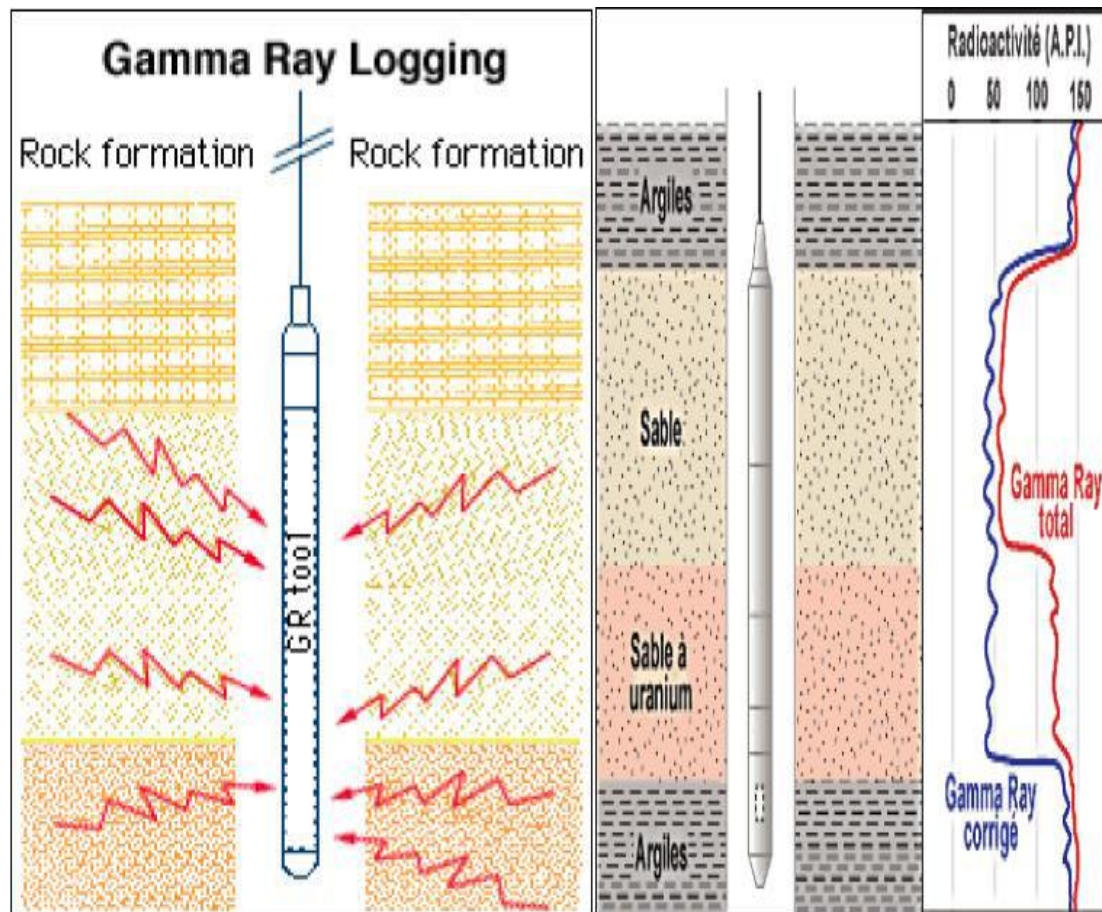 Gamma Ray Logging
Rock formation
Rock formation
GR tool
Argiles
Sable
Sable à
uranium
Argiles
Radioactivité (A.P.I.)
0 50 100 150
Gamma Ray
total
Gamma Ray
corrigé